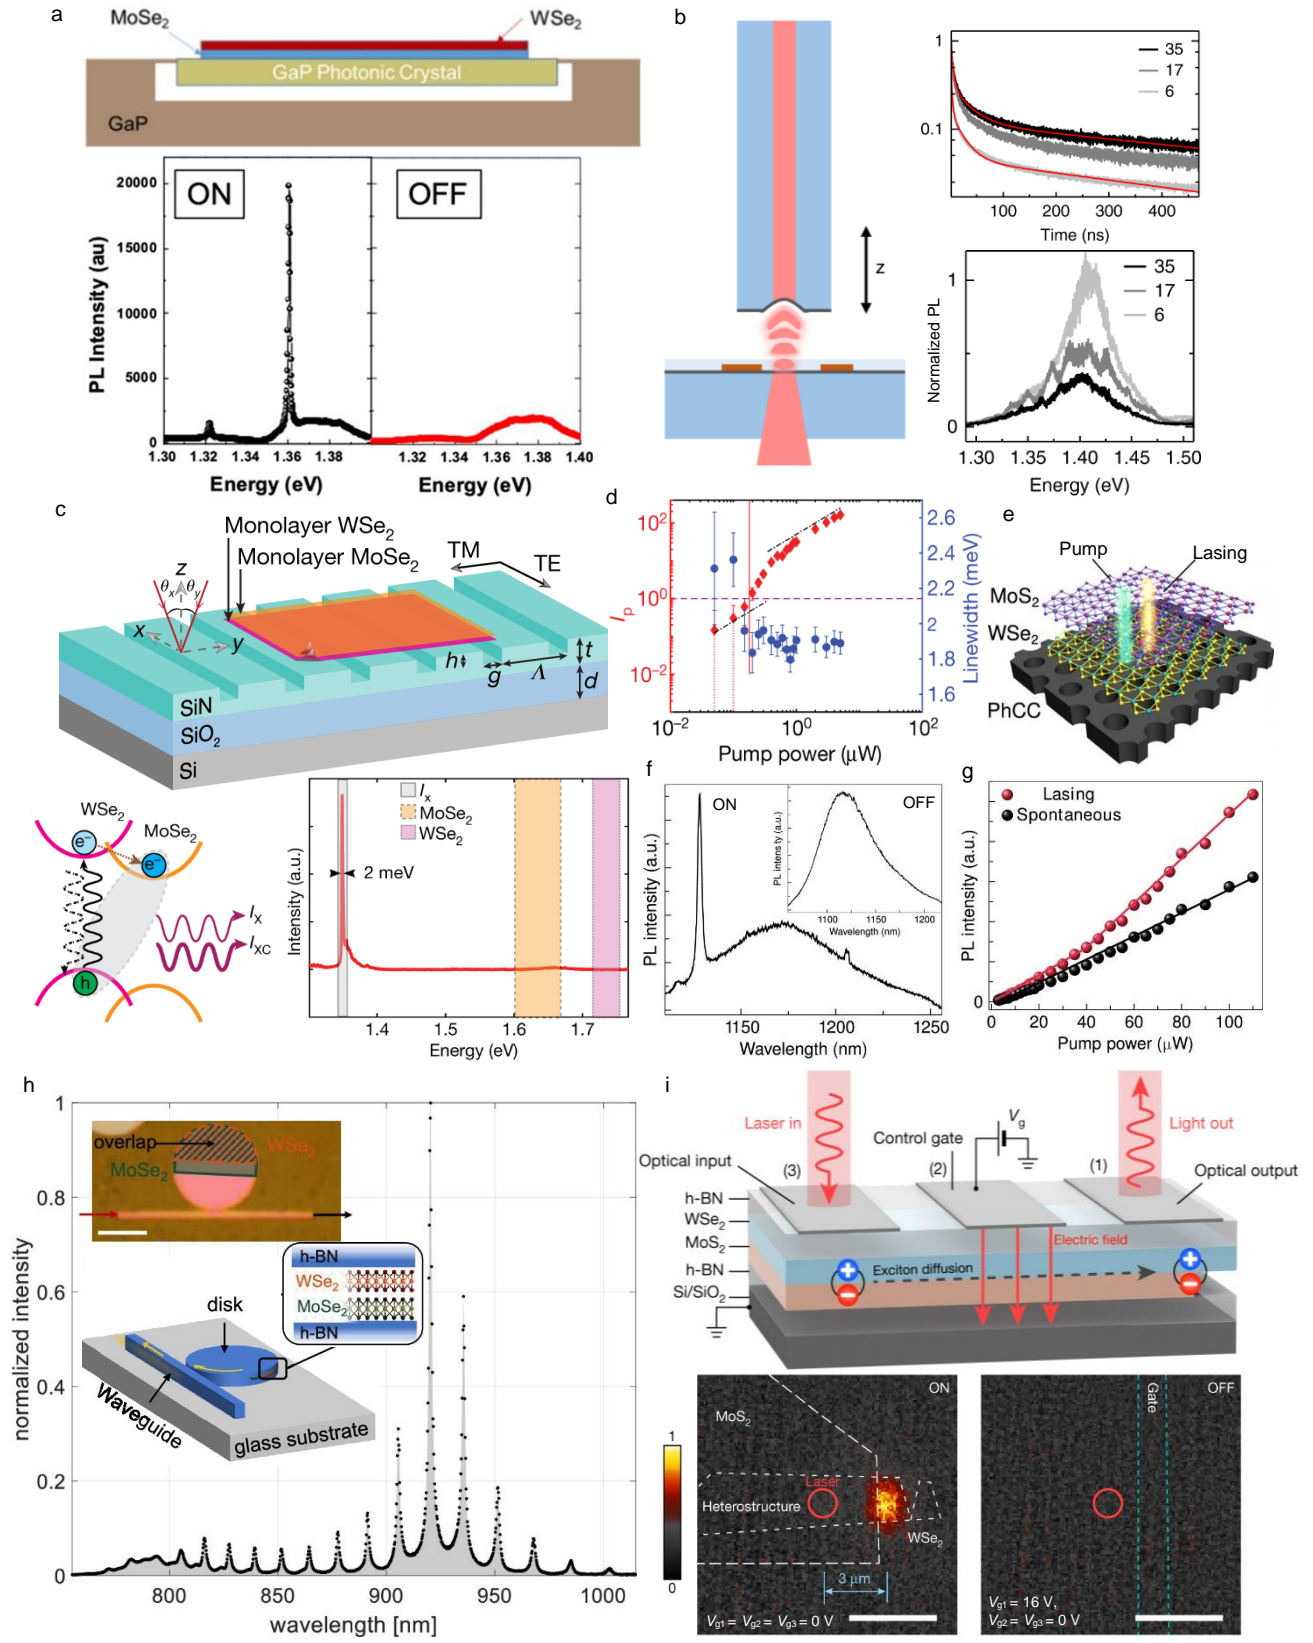 a
MoSe2
WSe2
GaP Photonic Crystal
GaP
ON
OFF
PL Intensity (au)
20000
15000
10000
5000
0
1.30 1.32 1.34 1.36 1.38
1.30 1.32 1.34 1.36 1.38 1.40
Energy (eV)
Energy (eV)
b
z
1
0.1
35
17
6
100 200 300 400
Time (ns)
Normalized PL
1
0
35
17
6
1.30 1.35 1.40 1.45 1.50
Energy (eV)
c
Monolayer WSe2
Monolayer MoSe2
TM
TE
z
θx θy
x
y
h
g
Λ
t
d
SiN
SiO2
Si
WSe2
MoSe2
e−
e−
h
IX
IXC
Intensity (a.u.)
Ix
MoSe2
WSe2
2 meV
1.4 1.5 1.6 1.7
Energy (eV)
d
Ip
10^2
10^0
10^−2
10^−2 10^0 10^2
Pump power (μW)
2.6
2.4
2.2
2
1.8
1.6
Linewidth (meV)
e
Pump
Lasing
MoS2
WSe2
PhCC
f
ON
OFF
PL intensity (a.u.)
PL intensity (a.u.)
1100 1150 1200
Wavelength (nm)
1150 1200 1250
Wavelength (nm)
g
Lasing
Spontaneous
PL intensity (a.u.)
0
0 20 40 60 80 100
Pump power (μW)
h
normalized intensity
1
0.8
0.6
0.4
0.2
0
800 850 900 950 1000
wavelength [nm]
overlap
WSe2
MoSe2
h-BN
WSe2
MoSe2
h-BN
disk
Waveguide
glass substrate
i
Laser in
Light out
Vg
Control gate
Optical input
Optical output
(3)
(2)
(1)
h-BN
WSe2
MoS2
h-BN
Si/SiO2
Electric field
Exciton diffusion
+
−
+
−
ON
MoS2
Laser
Heterostructure
WSe2
3 μm
Vg1 = Vg2 = Vg3 = 0 V
1
0
OFF
Gate
Vg1 = 16 V,
Vg2 = Vg3 = 0 V